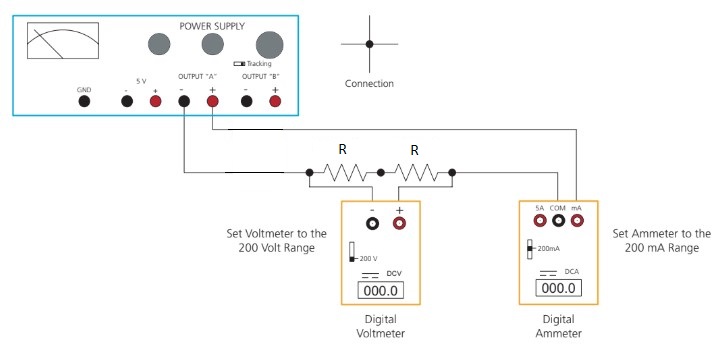 POWER SUPPLY
Tracking
5 V
OUTPUT "A"
OUTPUT "B"
GND
-
+
-
+
-
+
Connection
R
R
- +
5A COM mA
Set Voltmeter to the
200 Volt Range
200 V
DCV
000.0
Digital
Voltmeter
200mA
DCA
000.0
Digital
Ammeter
Set Ammeter to the
200 mA Range